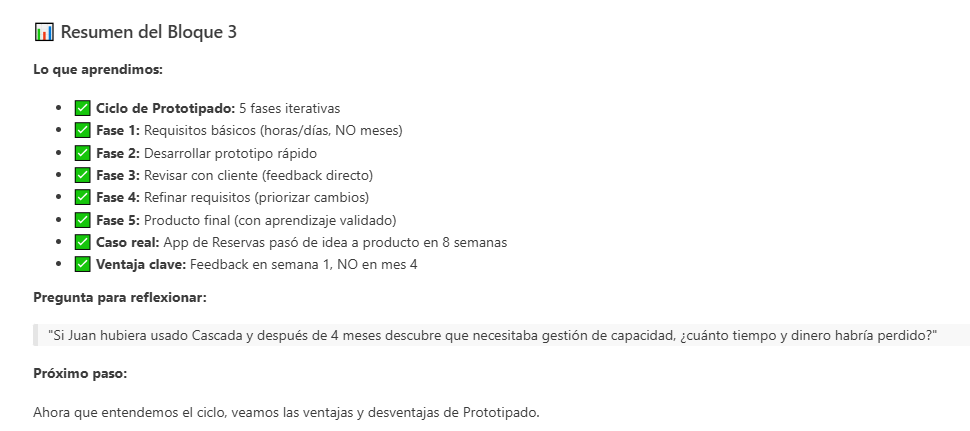 📊 Resumen del Bloque 3
Lo que aprendimos:
• ✅ Ciclo de Prototipado: 5 fases iterativas
• ✅ Fase 1: Requisitos básicos (horas/días, NO meses)
• ✅ Fase 2: Desarrollar prototipo rápido
• ✅ Fase 3: Revisar con cliente (feedback directo)
• ✅ Fase 4: Refinar requisitos (priorizar cambios)
• ✅ Fase 5: Producto final (con aprendizaje validado)
• ✅ Caso real: App de Reservas pasó de idea a producto en 8 semanas
• ✅ Ventaja clave: Feedback en semana 1, NO en mes 4
Pregunta para reflexionar:
"Si Juan hubiera usado Cascada y después de 4 meses descubre que necesitaba gestión de capacidad, ¿cuánto tiempo y dinero habría perdido?"
Próximo paso:
Ahora que entendemos el ciclo, veamos las ventajas y desventajas de Prototipado.